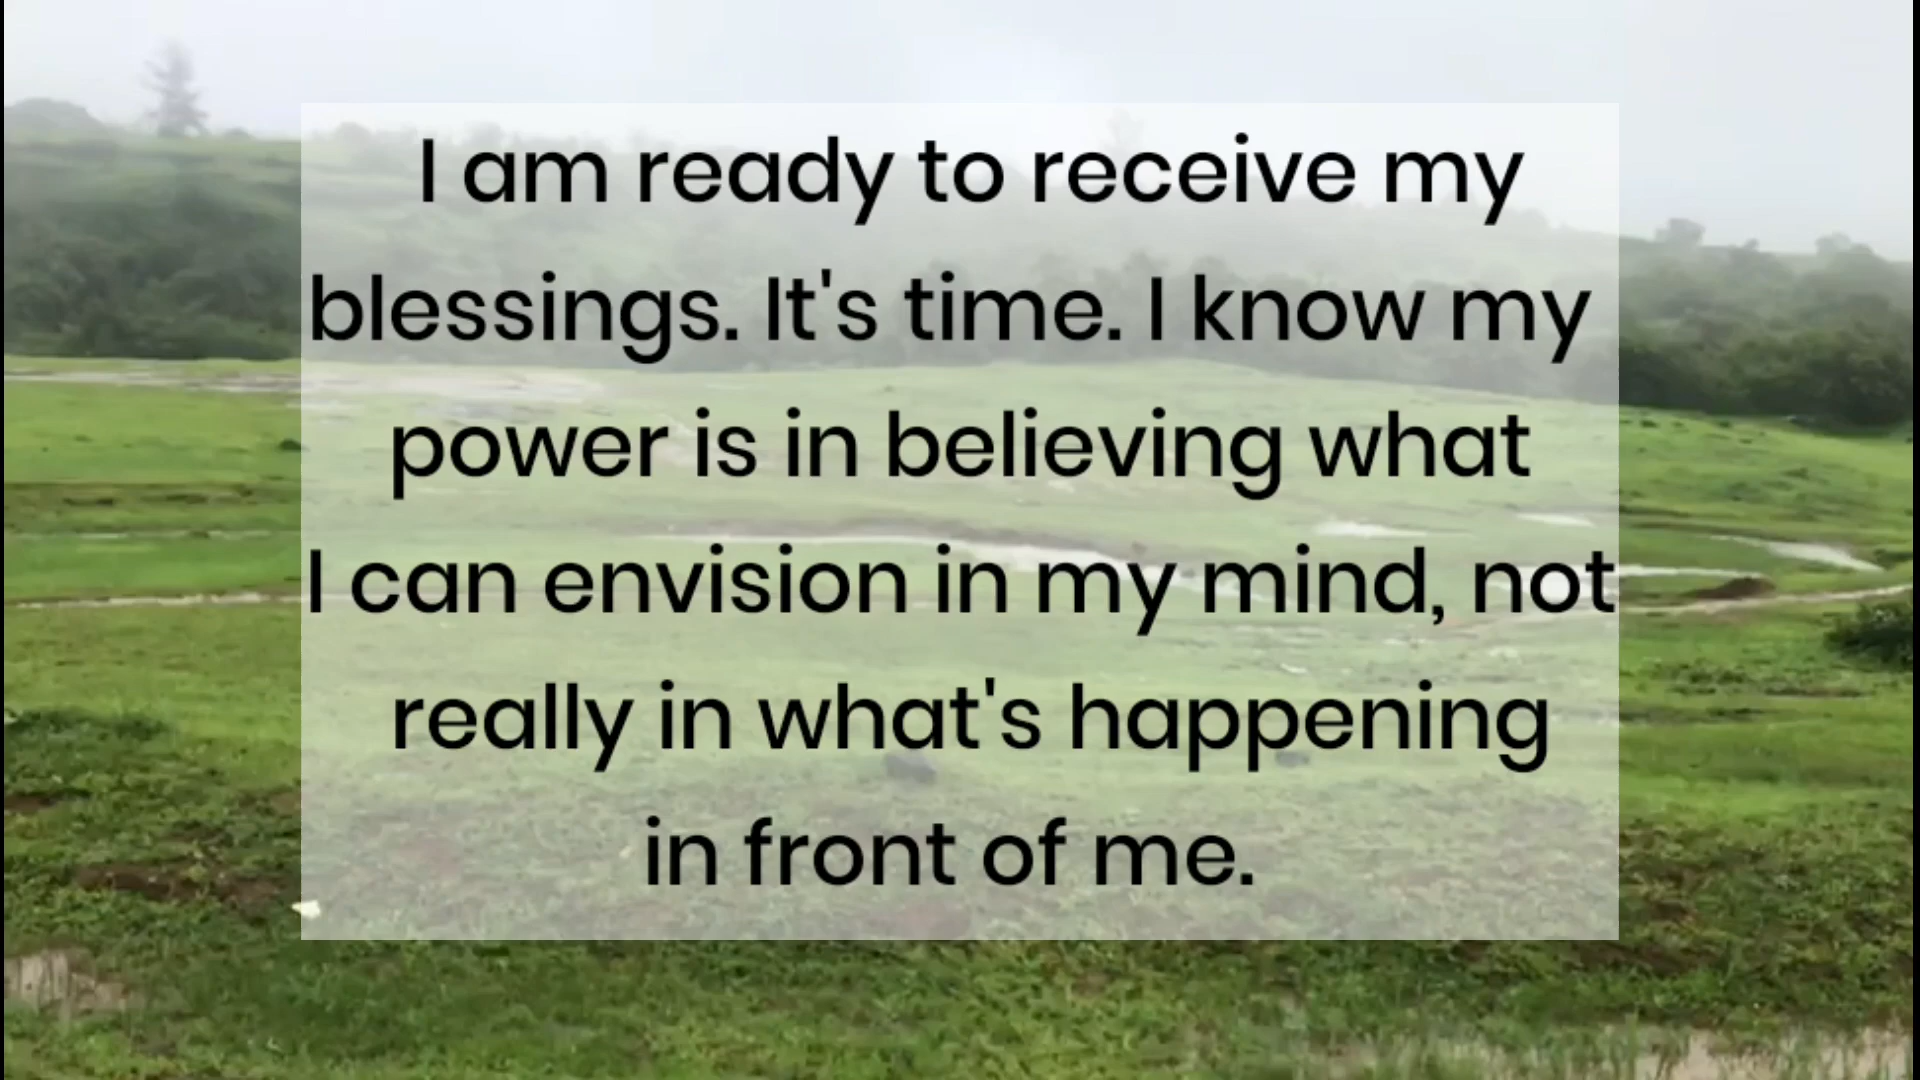 I am ready to receive my
blessings. It's time. I know my
power is in believing what
I can envision in my mind, not
really in what's happening
in front of me.